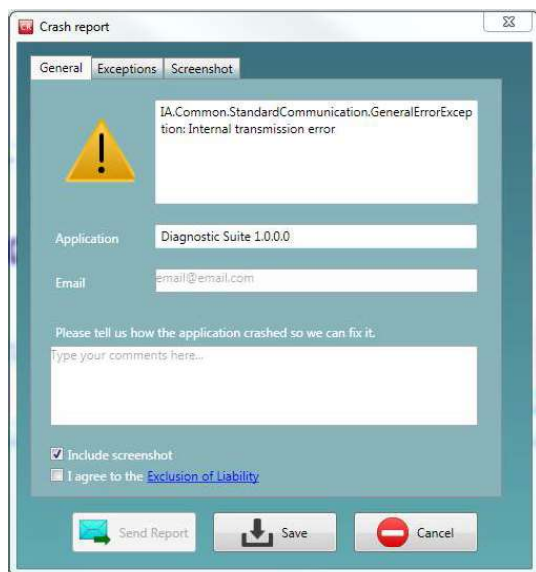 CR Crash report
General Exceptions Screenshot
IA.Common.StandardCommunication.GeneralErrorExcep
tion: Internal transmission error
Application Diagnostic Suite 1.0.0.0
Email email@email.com
Please tell us how the application crashed so we can fix it.
Type your comments here...
Include screenshot
I agree to the Exclusion of Liability
Send Report Save Cancel